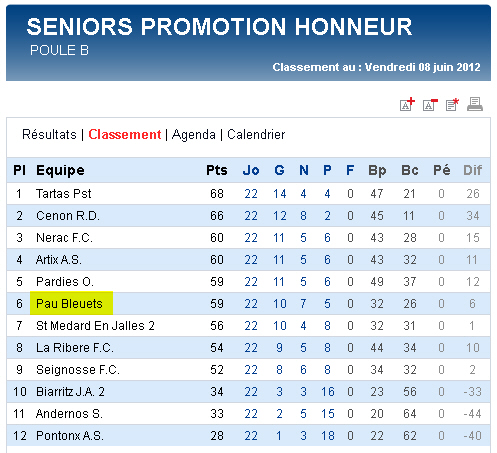 SENIORS PROMOTION HONNEUR
POULE B
Classement au : Vendredi 08 juin 2012
A+ A- 
Résultats | Classement | Agenda | Calendrier
Pl Equipe Pts Jo G N P F Bp Bc Pé Dif
1 Tartas Pst 68 22 14 4 4 0 47 21 0 26
2 Cenon R.D. 66 22 12 8 2 0 45 11 0 34
3 Nerac F.C. 60 22 11 5 6 0 43 28 0 15
4 Artix A.S. 60 22 11 5 6 0 43 32 0 11
5 Pardies O. 59 22 11 5 6 0 49 37 0 12
6 Pau Bleuets 59 22 10 7 5 0 32 26 0 6
7 St Medard En Jalles 2 56 22 10 4 8 0 32 31 0 1
8 La Ribere F.C. 54 22 9 5 8 0 44 34 0 10
9 Seignosse F.C. 52 22 8 6 8 0 34 32 0 2
10 Biarritz J.A. 2 34 22 3 3 16 0 23 56 0 -33
11 Andernos S. 33 22 2 5 15 0 20 64 0 -44
12 Pontonx A.S. 28 22 1 3 18 0 22 62 0 -40